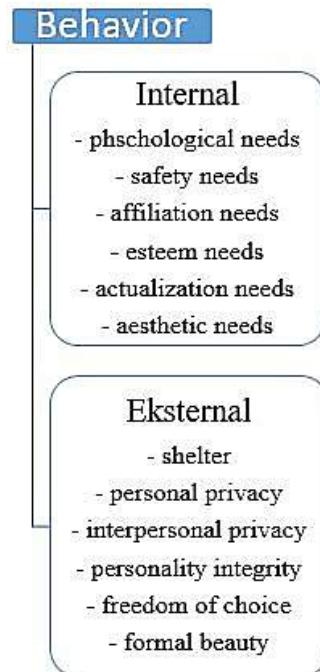 Behavior
Internal
- phschological needs
- safety needs
- affiliation needs
- esteem needs
- actualization needs
- aesthetic needs
Eksternal
- shelter
- personal privacy
- interpersonal privacy
- personality integrity
- freedom of choice
- formal beauty